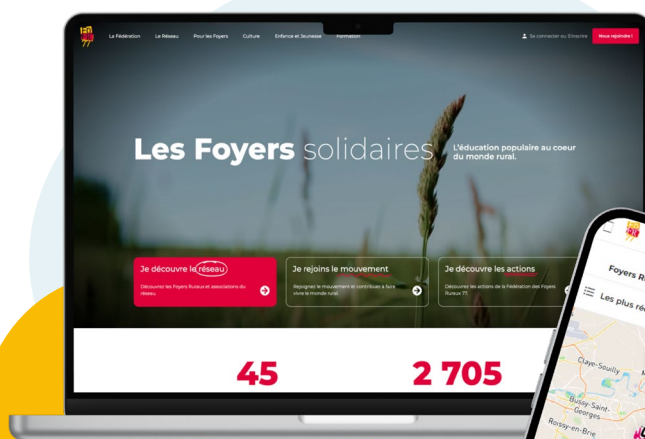 La Fédération Le Réseau Pour les Foyers Culture Enfance et Jeunesse Formation Se connecter ou S'inscrire Nous rejoindre !
Les Foyers solidaires
L'éducation populaire au coeur
du monde rural.
Je découvre le réseau
Découvrez les Foyers Ruraux et associations du
réseau.
Je rejoins le mouvement
Rejoignez le mouvement et contribuez à faire
vivre le monde rural.
Je découvre les actions
Découvrez les actions de la Fédération des Foyers
Ruraux 77.
45
2 705
Foyers
Les plus
Claye-Souilly
Bussy-Saint-
Georges
Roissy-en-Brie